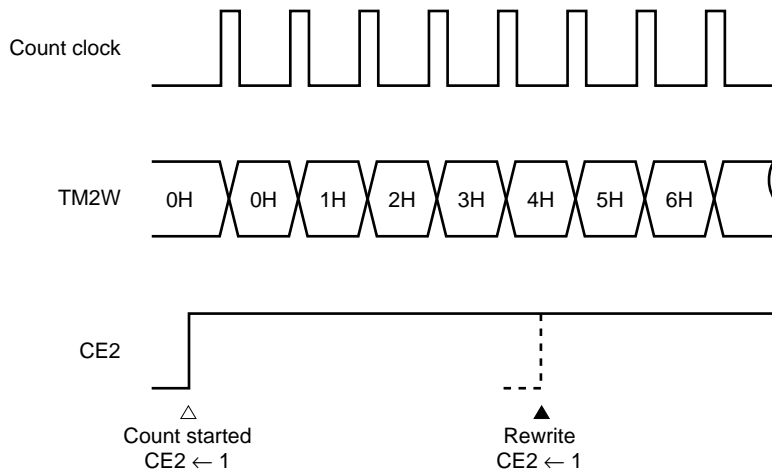 Count clock
TM2W 0H 0H 1H 2H 3H 4H 5H 6H
CE2
Count started
CE2 ← 1
Rewrite
CE2 ← 1